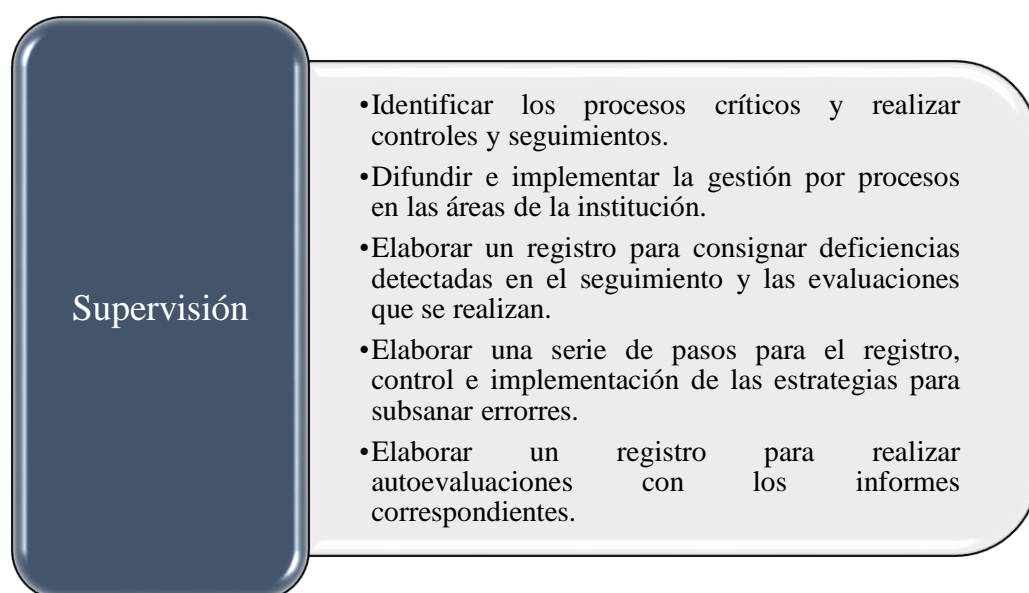 Supervisión
•Identificar los procesos críticos y realizar
controles y seguimientos.
•Difundir e implementar la gestión por procesos
en las áreas de la institución.
•Elaborar un registro para consignar deficiencias
detectadas en el seguimiento y las evaluaciones
que se realizan.
•Elaborar una serie de pasos para el registro,
control e implementación de las estrategias para
subsanar errorres.
•Elaborar un registro para realizar
autoevaluaciones con los informes
correspondientes.